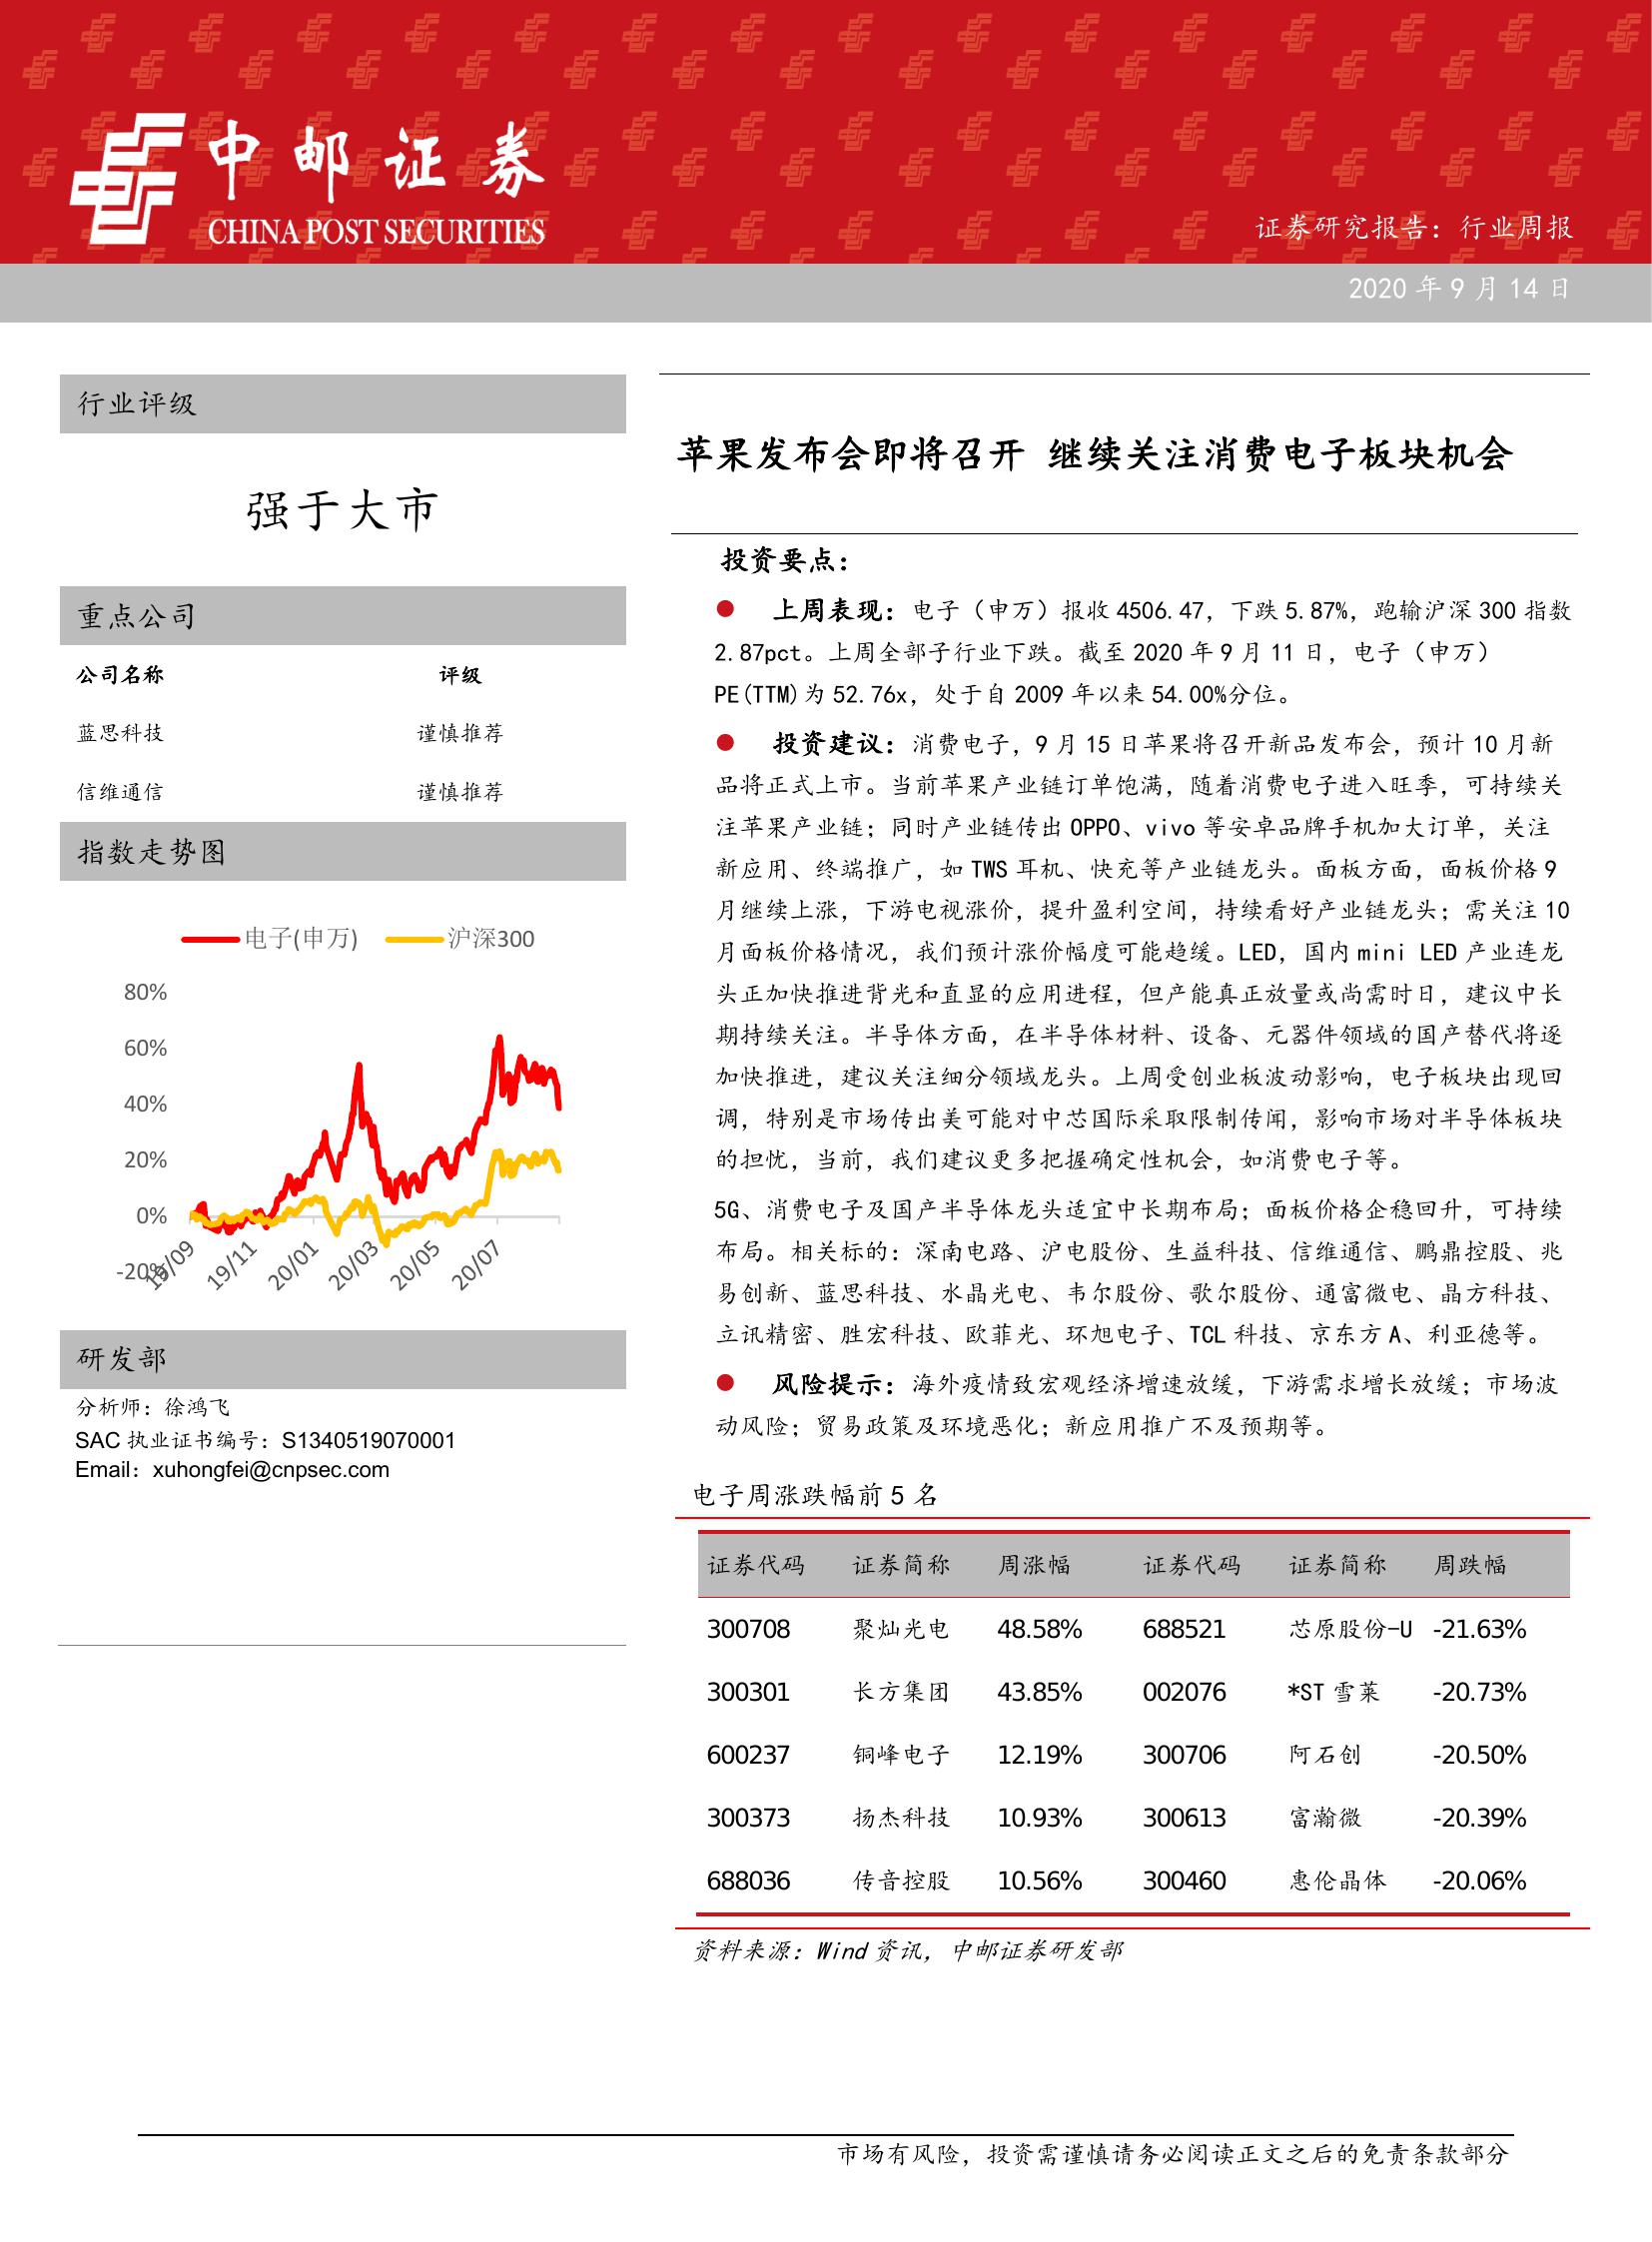 中邮证券
CHINA POST SECURITIES
证券研究报告：行业周报
2020 年 9 月 14 日
行业评级
强于大市
重点公司
公司名称 评级
蓝思科技 谨慎推荐
信维通信 谨慎推荐
指数走势图
电子(申万) 沪深300
80%
60%
40%
20%
0%
-20%
19/09 19/11 20/01 20/03 20/05 20/07
研发部
分析师：徐鸿飞
SAC 执业证书编号：S1340519070001
Email：xuhongfei@cnpsec.com
苹果发布会即将召开 继续关注消费电子板块机会
投资要点：
● 上周表现：电子（申万）报收 4506.47，下跌 5.87%，跑输沪深 300 指数
2.87pct。上周全部子行业下跌。截至 2020 年 9 月 11 日，电子（申万）
PE(TTM)为 52.76x，处于自 2009 年以来 54.00%分位。
● 投资建议：消费电子，9 月 15 日苹果将召开新品发布会，预计 10 月新
品将正式上市。当前苹果产业链订单饱满，随着消费电子进入旺季，可持续关
注苹果产业链；同时产业链传出 OPPO、vivo 等安卓品牌手机加大订单，关注
新应用、终端推广，如 TWS 耳机、快充等产业链龙头。面板方面，面板价格 9
月继续上涨，下游电视涨价，提升盈利空间，持续看好产业链龙头；需关注 10
月面板价格情况，我们预计涨价幅度可能趋缓。LED，国内 mini LED 产业连龙
头正加快推进背光和直显的应用进程，但产能真正放量或尚需时日，建议中长
期持续关注。半导体方面，在半导体材料、设备、元器件领域的国产替代将逐
加快推进，建议关注细分领域龙头。上周受创业板波动影响，电子板块出现回
调，特别是市场传出美可能对中芯国际采取限制传闻，影响市场对半导体板块
的担忧，当前，我们建议更多把握确定性机会，如消费电子等。
5G、消费电子及国产半导体龙头适宜中长期布局；面板价格企稳回升，可持续
布局。相关标的：深南电路、沪电股份、生益科技、信维通信、鹏鼎控股、兆
易创新、蓝思科技、水晶光电、韦尔股份、歌尔股份、通富微电、晶方科技、
立讯精密、胜宏科技、欧菲光、环旭电子、TCL 科技、京东方 A、利亚德等。
● 风险提示：海外疫情致宏观经济增速放缓，下游需求增长放缓；市场波
动风险；贸易政策及环境恶化；新应用推广不及预期等。
电子周涨跌幅前 5 名
证券代码 证券简称 周涨幅 证券代码 证券简称 周跌幅
300708 聚灿光电 48.58% 688521 芯原股份-U -21.63%
300301 长方集团 43.85% 002076 *ST 雪莱 -20.73%
600237 铜峰电子 12.19% 300706 阿石创 -20.50%
300373 扬杰科技 10.93% 300613 富瀚微 -20.39%
688036 传音控股 10.56% 300460 惠伦晶体 -20.06%
资料来源：Wind 资讯，中邮证券研发部
市场有风险，投资需谨慎请务必阅读正文之后的免责条款部分